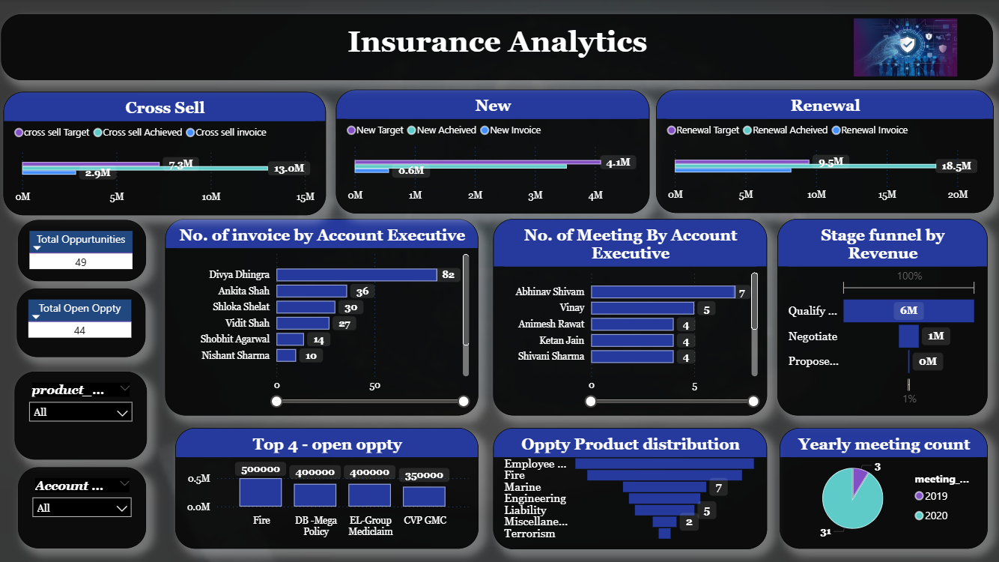 Insurance Analytics
Cross Sell
cross sell Target Cross sell Achieved Cross sell invoice
7.3M
13.0M
2.9M
0M 5M 10M 15M
New
New Target New Acheived New Invoice
4.1M
0.6M
0M 1M 2M 3M 4M
Renewal
Renewal Target Renewal Acheived Renewal Invoice
9.5M
18.5M
0M 5M 10M 15M 20M
Total Oppurtunities
49
Total Open Oppty
44
product_...
All
Account ...
All
No. of invoice by Account Executive
Divya Dhingra 82
Ankita Shah 36
Shloka Shelat 30
Vidit Shah 27
Shobhit Agarwal 14
Nishant Sharma 10
0 50
No. of Meeting By Account
Executive
Abhinav Shivam 7
Vinay 5
Animesh Rawat 4
Ketan Jain 4
Shivani Sharma 4
0 5
Stage funnel by
Revenue
100%
Qualify ... 6M
Negotiate 1M
Propose... 0M
1%
Top 4 - open oppty
500000 400000 400000 350000
0.5M
0.0M
Fire DB -Mega EL-Group CVP GMC
Policy Mediclaim
Oppty Product distribution
Employee ...
Fire
Marine 7
Engineering
Liability 5
Miscellane... 2
Terrorism
Yearly meeting count
3
31
meeting_...
2019
2020